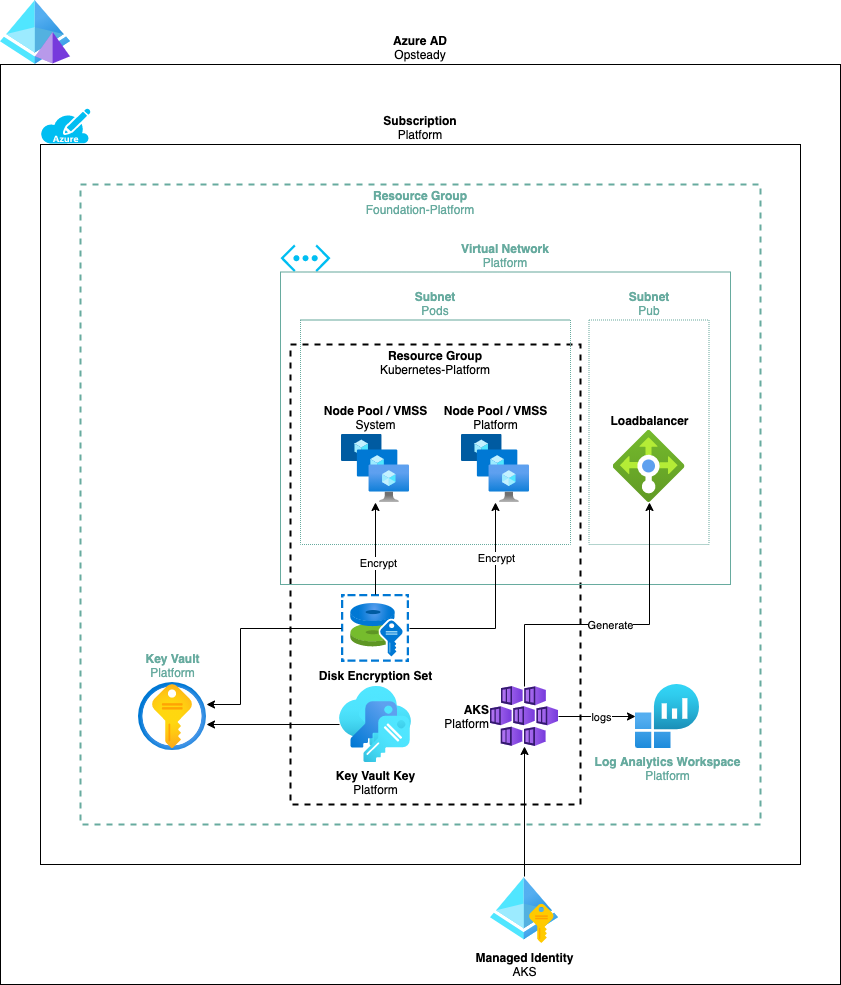 Azure AD
Opsteady
Subscription
Platform
Azure
Resource Group
Foundation-Platform
Virtual Network
Platform
Subnet
Pods
Subnet
Pub
Resource Group
Kubernetes-Platform
Node Pool / VMSS
System
Node Pool / VMSS
Platform
Loadbalancer
Encrypt
Encrypt
Generate
Disk Encryption Set
Key Vault
Platform
AKS
Platform
logs
Log Analytics Workspace
Platform
Key Vault Key
Platform
Managed Identity
AKS